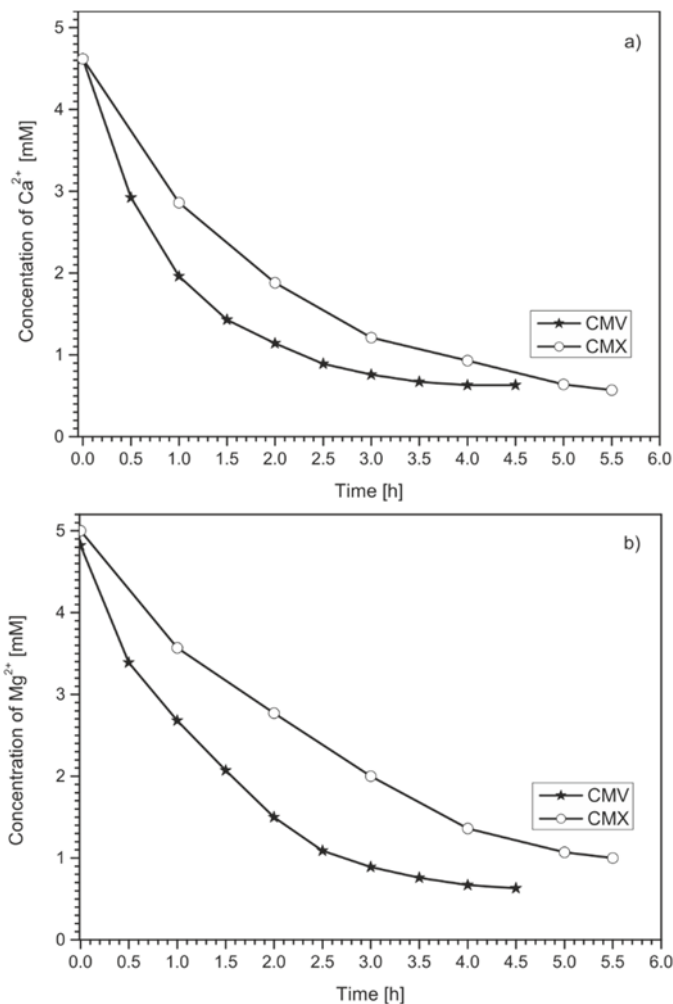 a)
5
4
3
2
1
0
Concentation of Ca²⁺ [mM]
CMV
CMX
0.0 0.5 1.0 1.5 2.0 2.5 3.0 3.5 4.0 4.5 5.0 5.5 6.0
Time [h]
b)
5
4
3
2
1
0
Concentration of Mg²⁺ [mM]
CMV
CMX
0.0 0.5 1.0 1.5 2.0 2.5 3.0 3.5 4.0 4.5 5.0 5.5 6.0
Time [h]